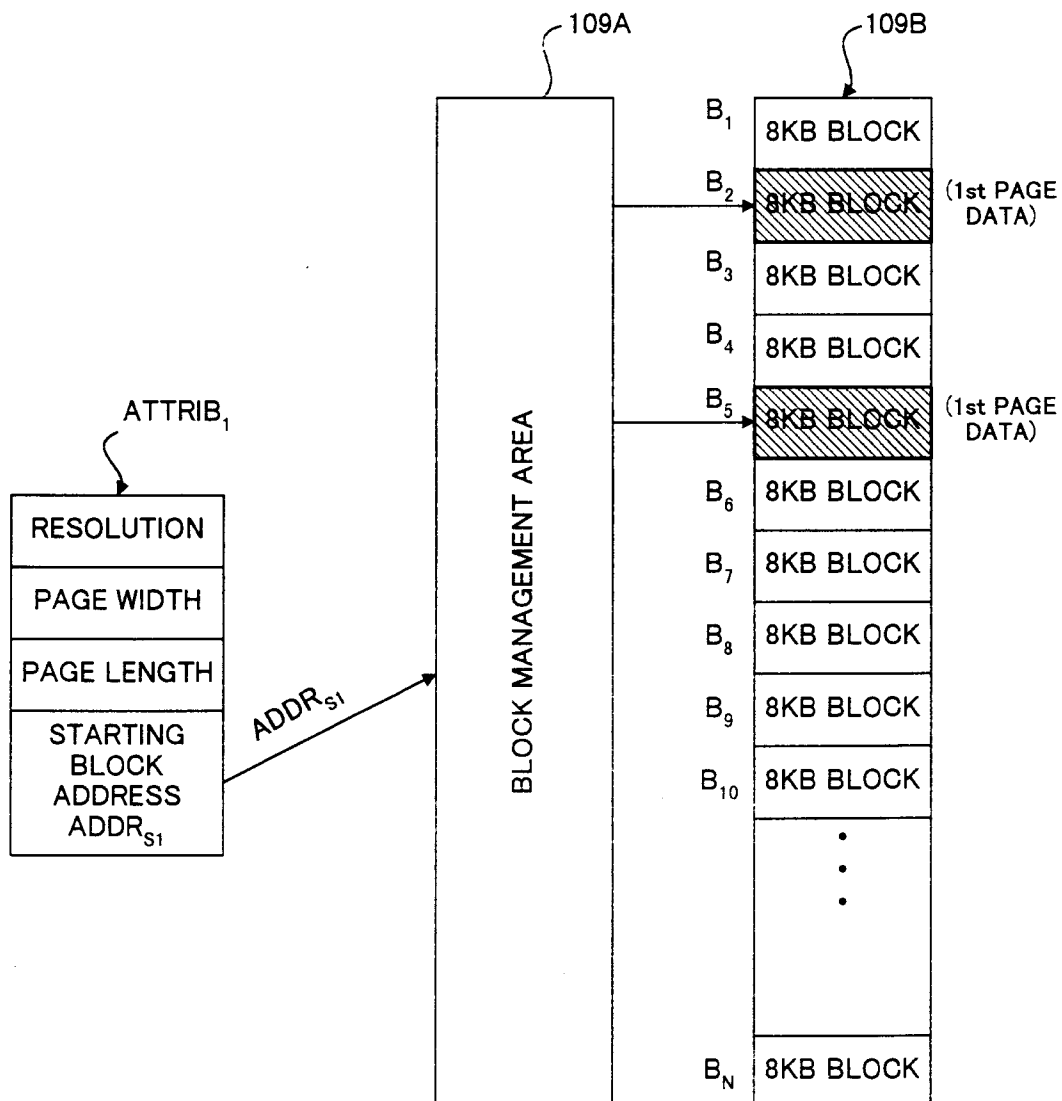 109A
109B
B1
8KB BLOCK
B2
8KB BLOCK
(1st PAGE
DATA)
B3
8KB BLOCK
B4
8KB BLOCK
B5
8KB BLOCK
(1st PAGE
DATA)
B6
8KB BLOCK
B7
8KB BLOCK
B8
8KB BLOCK
B9
8KB BLOCK
B10
8KB BLOCK
BN
8KB BLOCK
BLOCK MANAGEMENT AREA
ATTRIB1
RESOLUTION
PAGE WIDTH
PAGE LENGTH
STARTING
BLOCK
ADDRESS
ADDRS1
ADDRS1